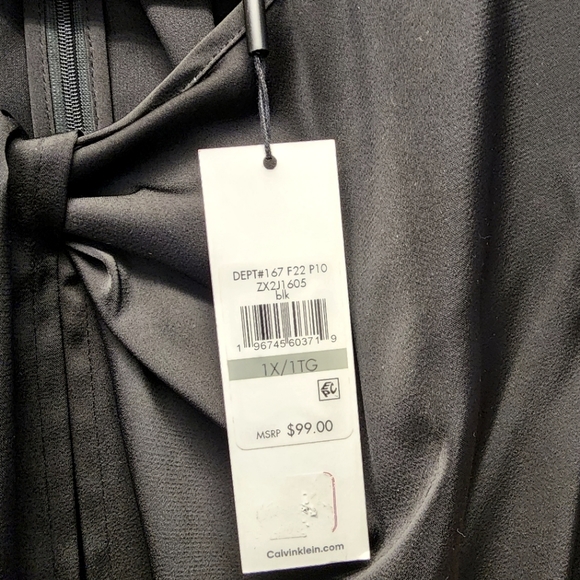 DEPT#167 F22 P10
ZX2J1605
blk
1 96745 60371 9
1X/1TG
MSRP $99.00
Calvinklein.com